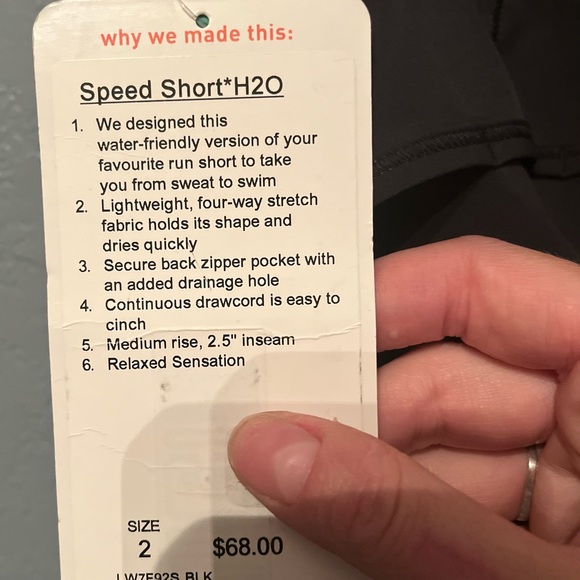 why we made this:
Speed Short*H2O
1. We designed this
water-friendly version of your
favourite run short to take
you from sweat to swim
2. Lightweight, four-way stretch
fabric holds its shape and
dries quickly
3. Secure back zipper pocket with
an added drainage hole
4. Continuous drawcord is easy to
cinch
5. Medium rise, 2.5" inseam
6. Relaxed Sensation
SIZE
2 $68.00
LW7F92S BLK